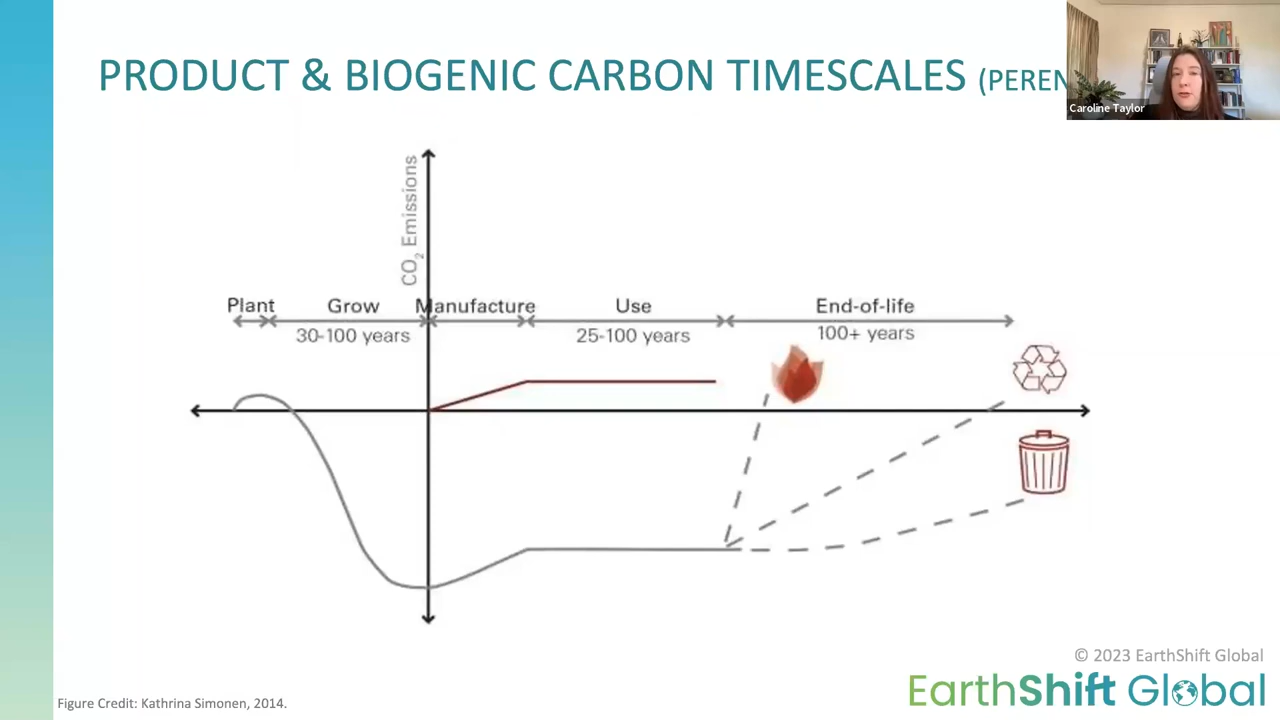 PRODUCT & BIOGENIC CARBON TIMESCALES (PEREN
Caroline Taylor
CO2 Emissions
Plant
Grow
Manufacture
Use
End-of-life
30-100 years
25-100 years
100+ years
© 2023 EarthShift Global
EarthShift Global
Figure Credit: Kathrina Simonen, 2014.